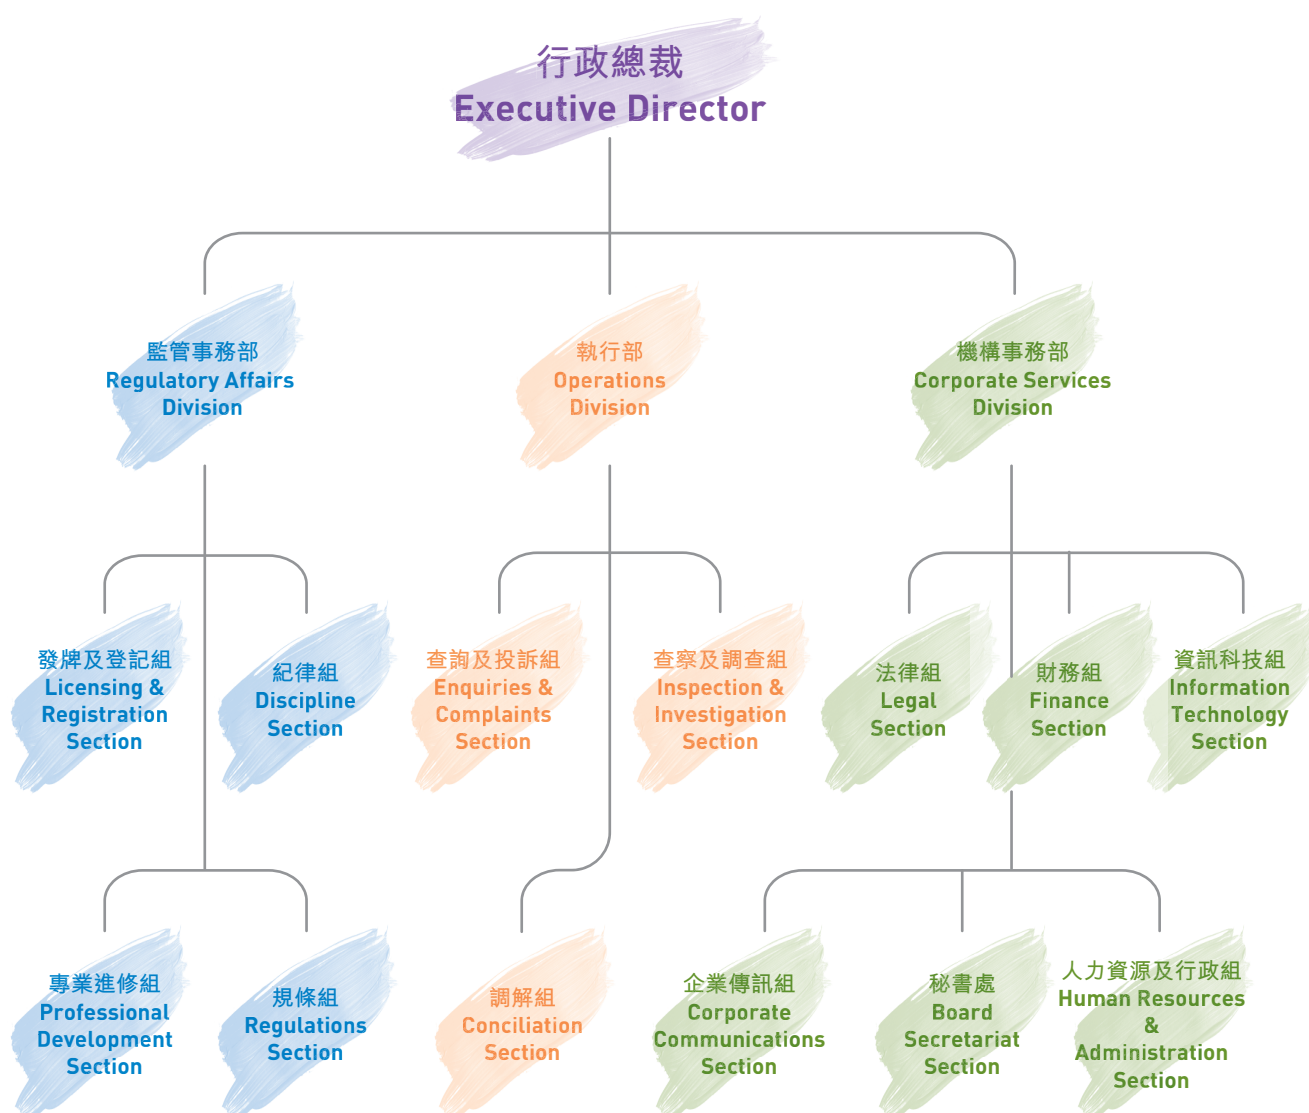 行政總裁
Executive Director
監管事務部
Regulatory Affairs
Division
執行部
Operations
Division
機構事務部
Corporate Services
Division
發牌及登記組
Licensing &
Registration
Section
紀律組
Discipline
Section
查詢及投訴組
Enquiries &
Complaints
Section
查察及調查組
Inspection &
Investigation
Section
法律組
Legal
Section
財務組
Finance
Section
資訊科技組
Information
Technology
Section
專業進修組
Professional
Development
Section
規條組
Regulations
Section
調解組
Conciliation
Section
企業傳訊組
Corporate
Communications
Section
秘書處
Board
Secretariat
Section
人力資源及行政組
Human Resources
&
Administration
Section